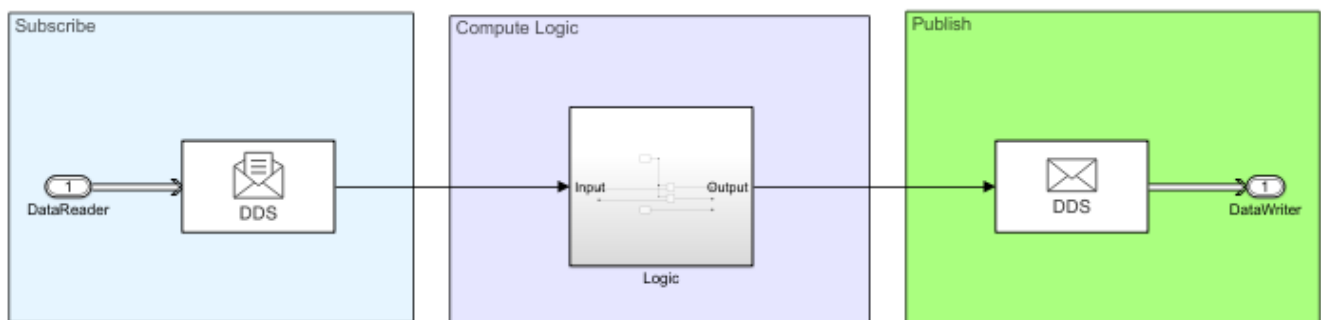 Subscribe
Compute Logic
Publish
1
DataReader
DDS
Input
Output
Logic
DDS
1
DataWriter